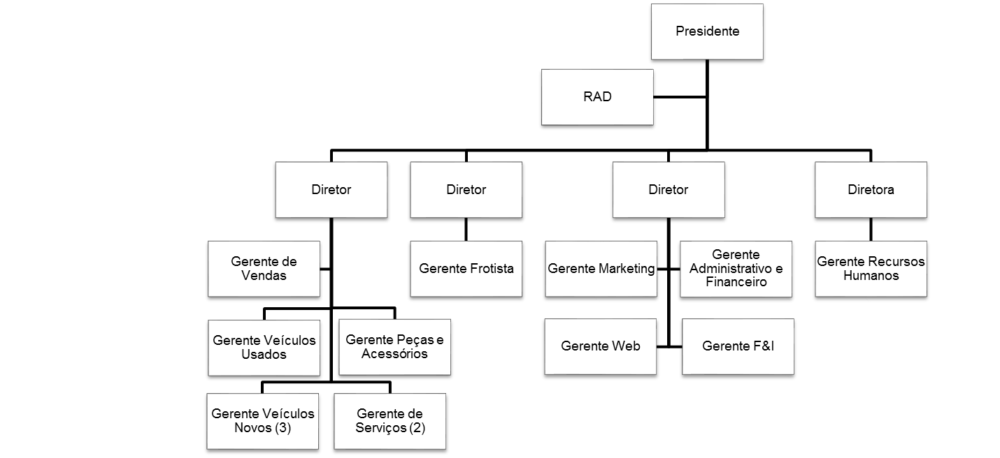 Presidente
RAD
Diretor
Diretor
Diretor
Diretora
Gerente de
Vendas
Gerente Frotista
Gerente Marketing
Gerente
Administrativo e
Financeiro
Gerente Recursos
Humanos
Gerente Veículos
Usados
Gerente Peças e
Acessórios
Gerente Web
Gerente F&I
Gerente Veículos
Novos (3)
Gerente de
Serviços (2)